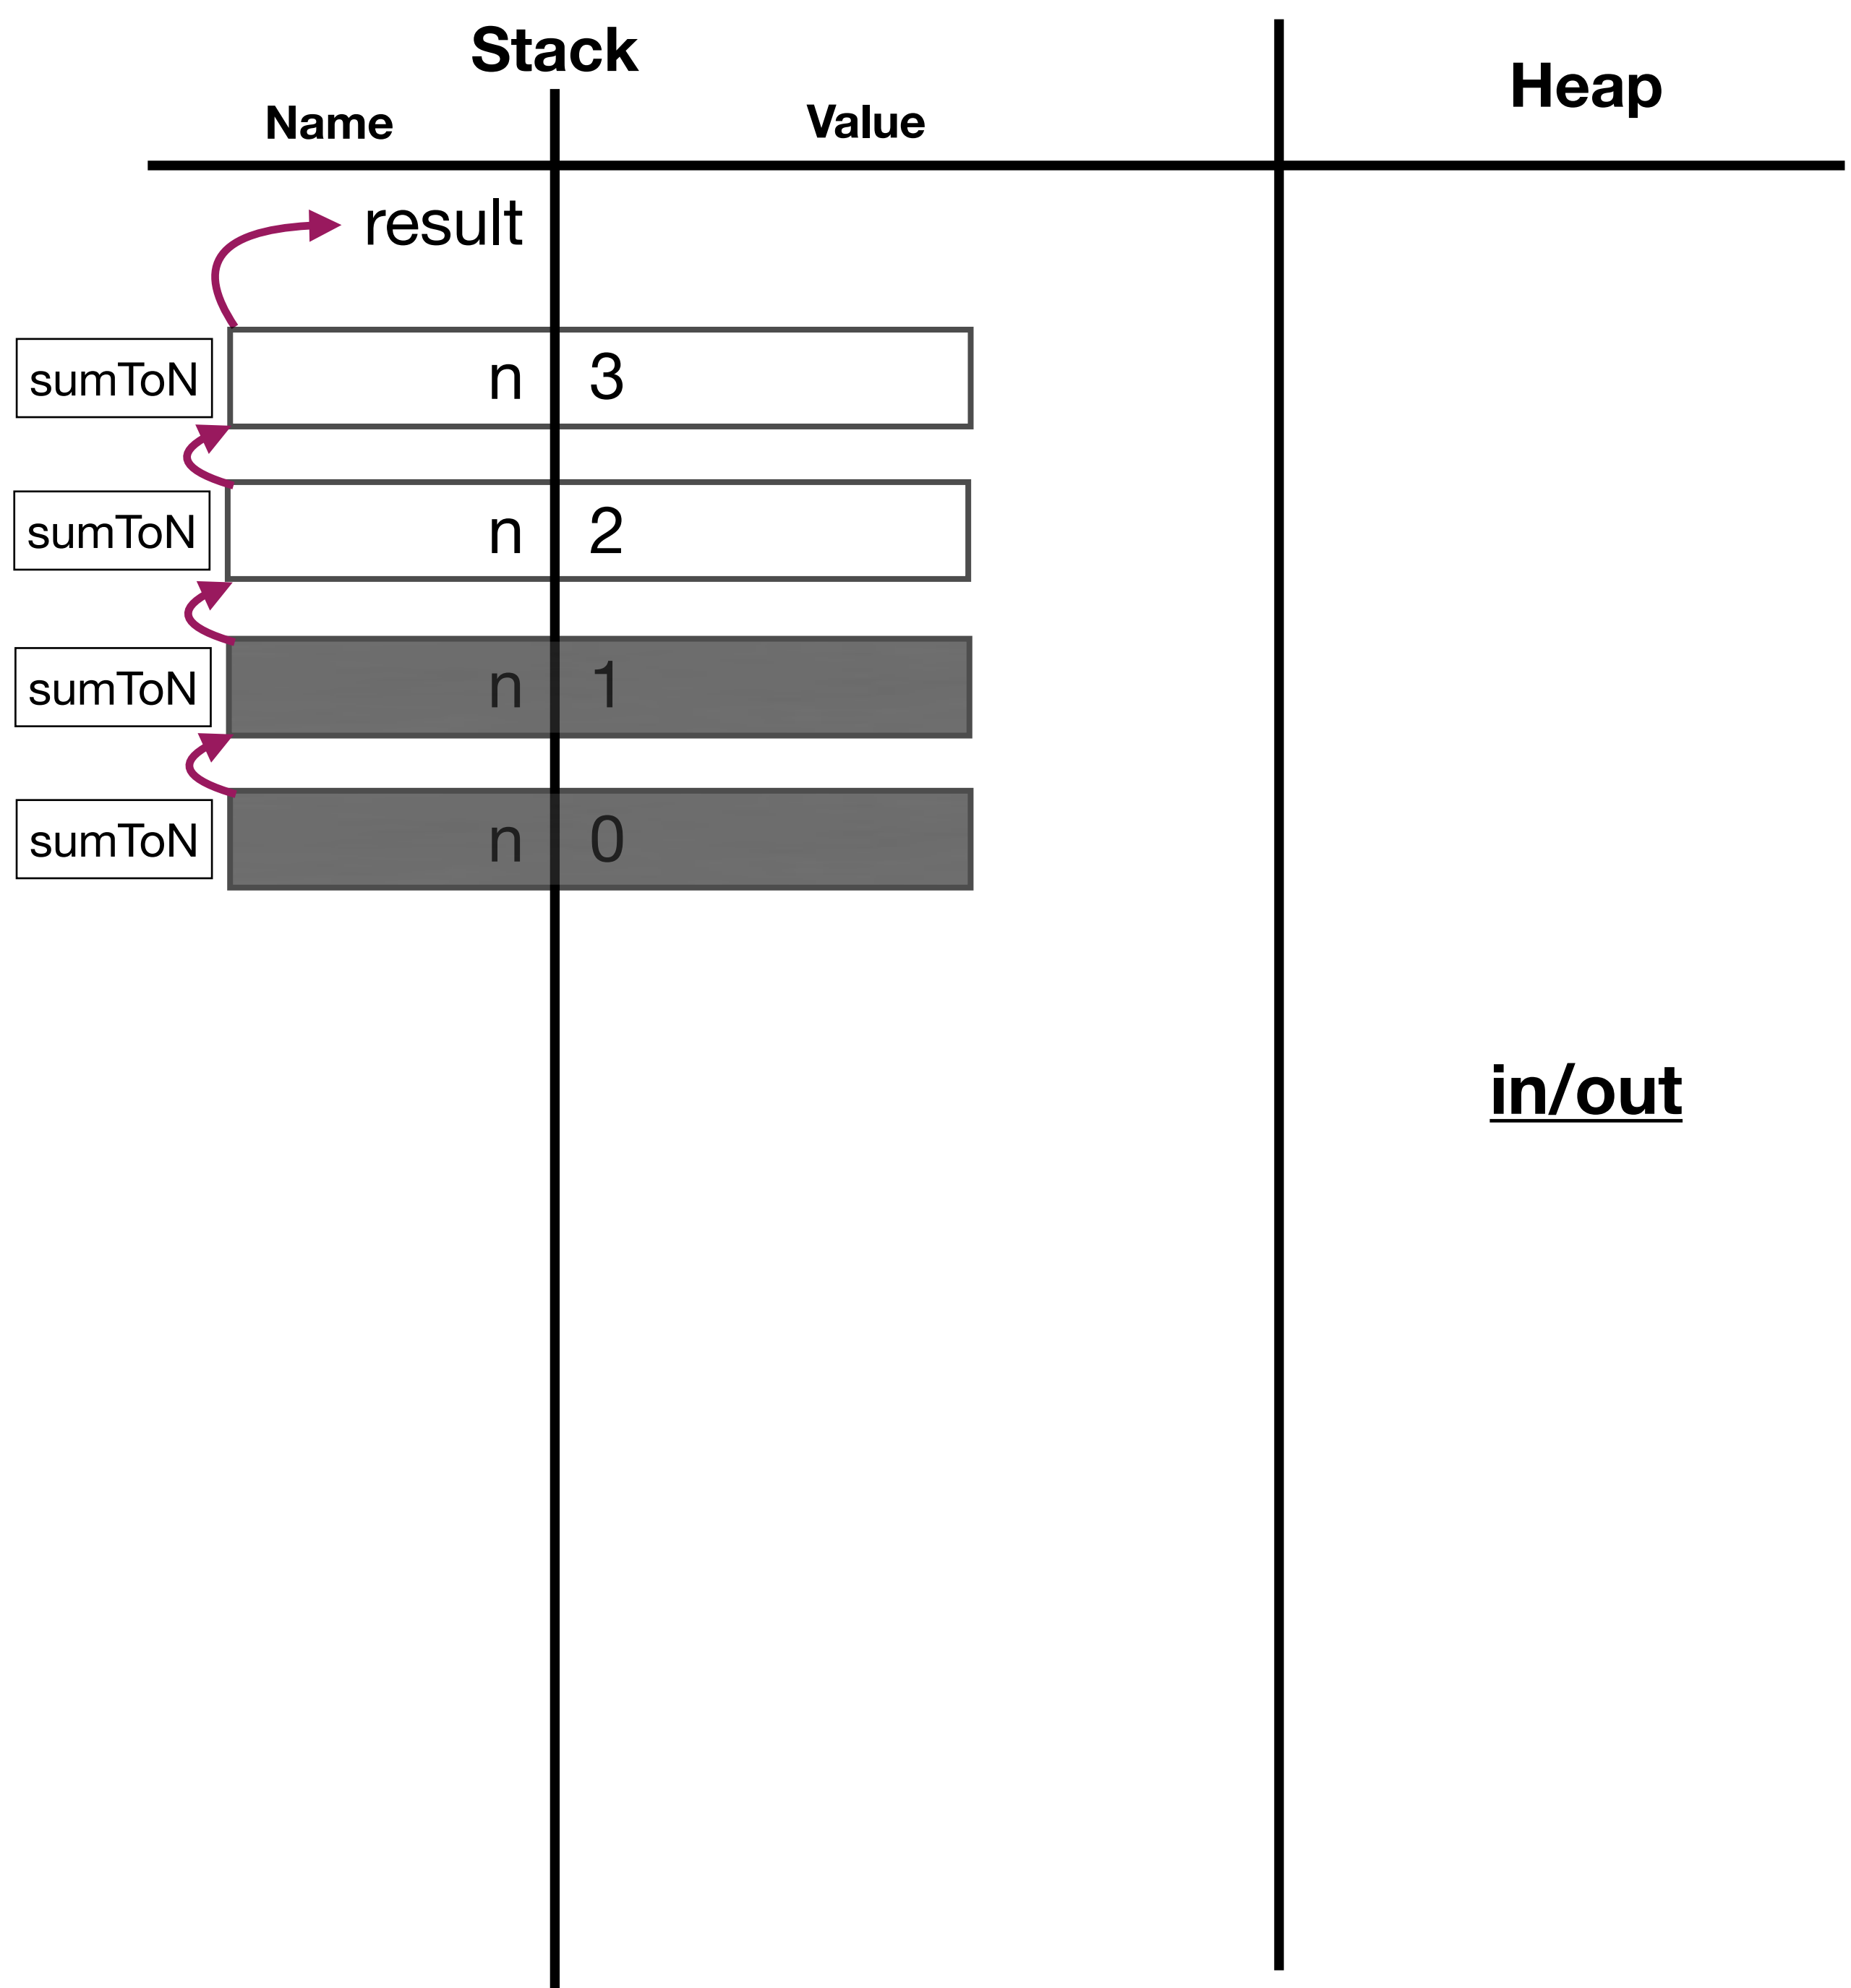 Stack
Heap
Name Value
result
sumToN n 3
sumToN n 2
sumToN n 1
sumToN n 0
in/out